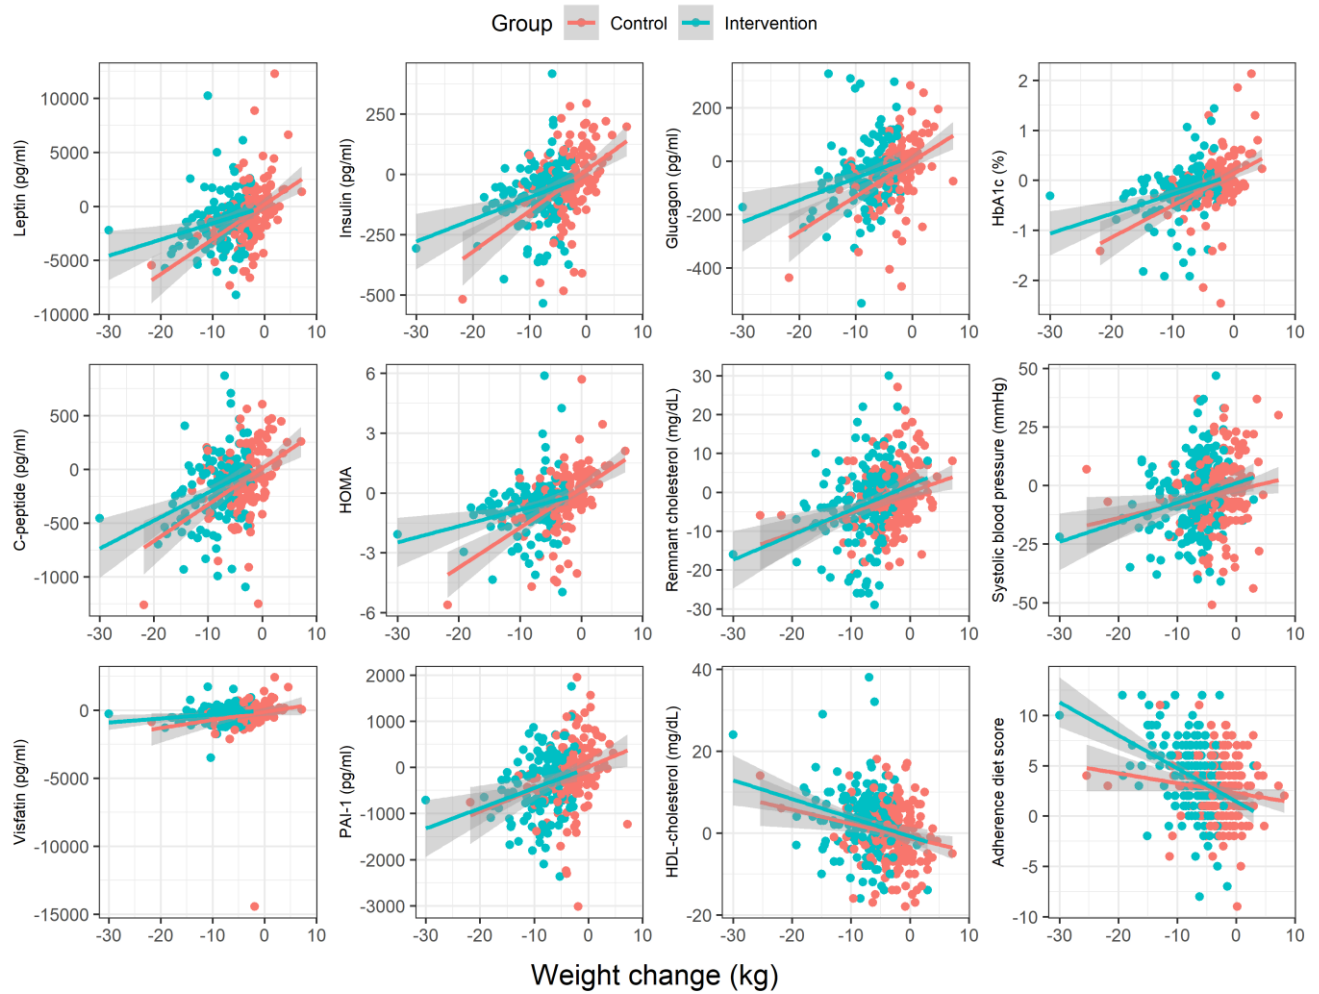 Group Control Intervention
Leptin (pg/ml)
10000
5000
0
-5000
-10000
-30 -20 -10 0 10
Insulin (pg/ml)
250
0
-250
-500
-30 -20 -10 0 10
Glucagon (pg/ml)
200
0
-200
-400
-30 -20 -10 0 10
HbA1c (%)
2
1
0
-1
-2
-30 -20 -10 0 10
C-peptide (pg/ml)
500
0
-500
-1000
-30 -20 -10 0 10
HOMA
6
3
0
-3
-6
-30 -20 -10 0 10
Remnant cholesterol (mg/dL)
30
20
10
0
-10
-20
-30
-30 -20 -10 0 10
Systolic blood pressure (mmHg)
50
25
0
-25
-50
-30 -20 -10 0 10
Visfatin (pg/ml)
0
-5000
-10000
-15000
-30 -20 -10 0 10
PAI-1 (pg/ml)
2000
1000
0
-1000
-2000
-3000
-30 -20 -10 0 10
HDL-cholesterol (mg/dL)
40
20
0
-20
-30 -20 -10 0 10
Adherence diet score
10
5
0
-5
-10
-30 -20 -10 0 10
Weight change (kg)